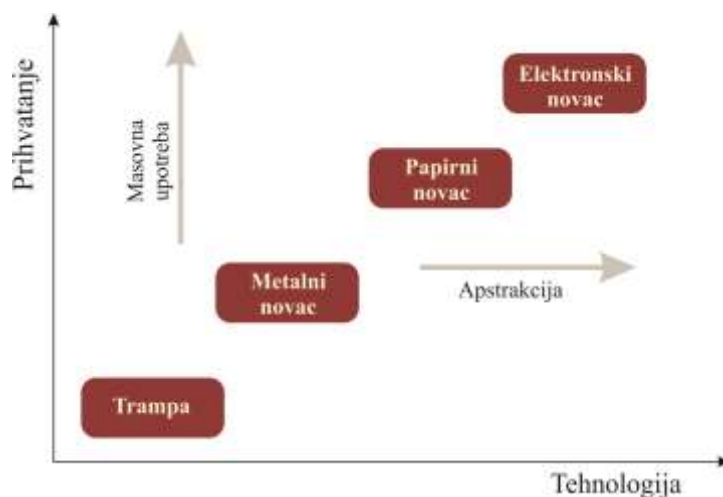 Prihvatanje
Masovna
upotreba
Elektronski
novac
Papirni
novac
Metalni
novac
Apstrakcija
Trampa
Tehnologija